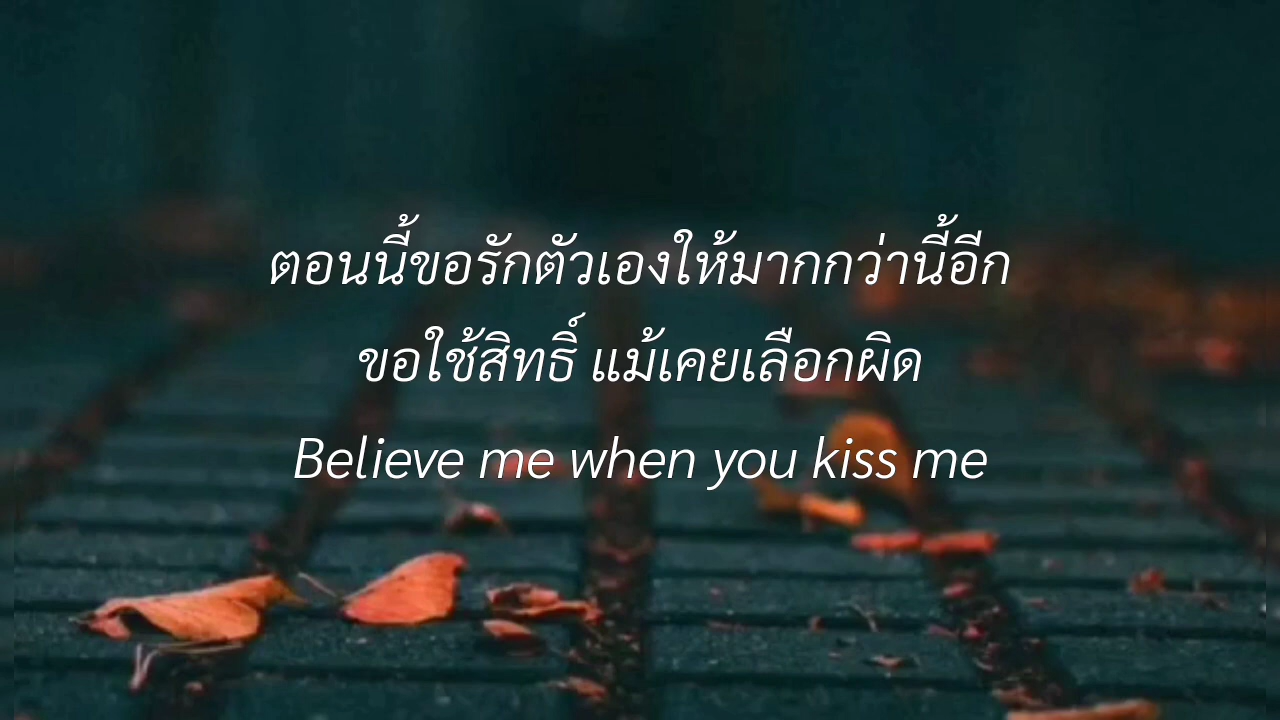 ตอนนี้ขอรักตัวเองให้มากกว่านี้อีก
ขอใช้สิทธิ์ แม้เคยเลือกผิด
Believe me when you kiss me